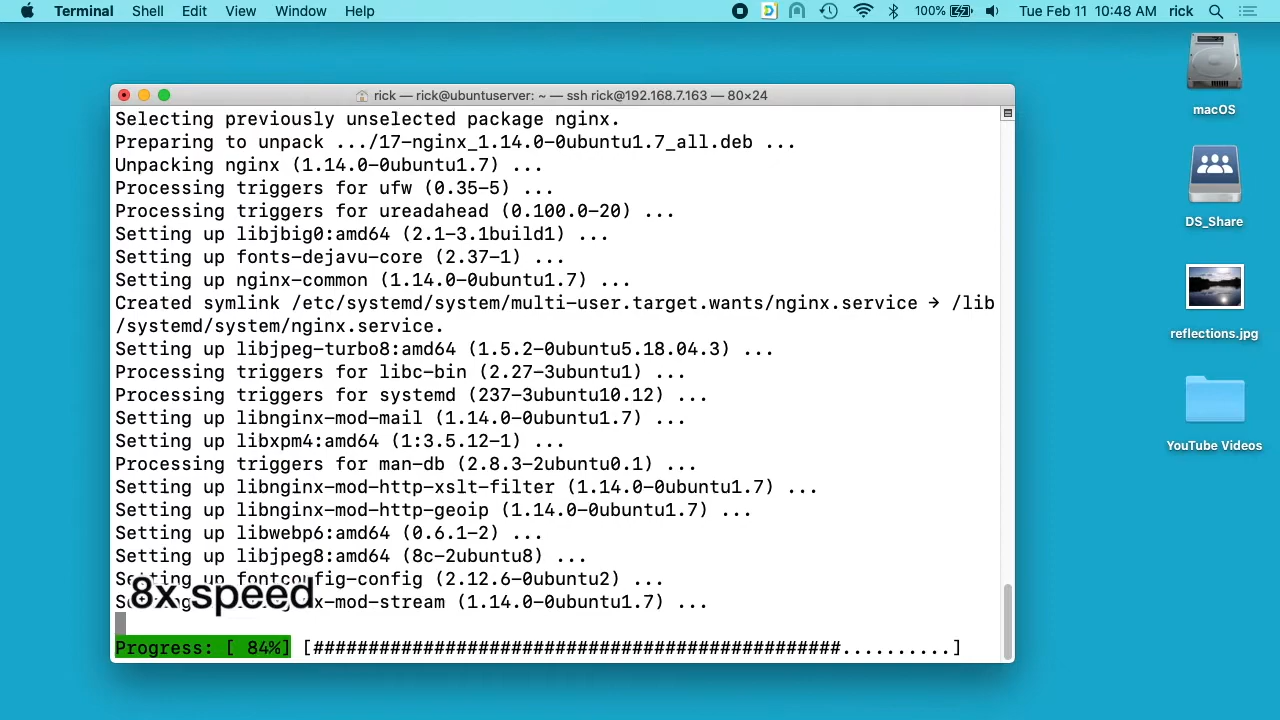 Terminal Shell Edit View Window Help 100% Tue Feb 11 10:48 AM rick
rick — rick@ubuntuserver: ~ — ssh rick@192.168.7.163 — 80×24
Selecting previously unselected package nginx.
Preparing to unpack .../17-nginx_1.14.0-0ubuntu1.7_all.deb ...
Unpacking nginx (1.14.0-0ubuntu1.7) ...
Processing triggers for ufw (0.35-5) ...
Processing triggers for ureadahead (0.100.0-20) ...
Setting up libjbig0:amd64 (2.1-3.1build1) ...
Setting up fonts-dejavu-core (2.37-1) ...
Setting up nginx-common (1.14.0-0ubuntu1.7) ...
Created symlink /etc/systemd/system/multi-user.target.wants/nginx.service → /lib
/systemd/system/nginx.service.
Setting up libjpeg-turbo8:amd64 (1.5.2-0ubuntu5.18.04.3) ...
Processing triggers for libc-bin (2.27-3ubuntu1) ...
Processing triggers for systemd (237-3ubuntu10.12) ...
Setting up libnginx-mod-mail (1.14.0-0ubuntu1.7) ...
Setting up libxpm4:amd64 (1:3.5.12-1) ...
Processing triggers for man-db (2.8.3-2ubuntu0.1) ...
Setting up libnginx-mod-http-xslt-filter (1.14.0-0ubuntu1.7) ...
Setting up libnginx-mod-http-geoip (1.14.0-0ubuntu1.7) ...
Setting up libwebp6:amd64 (0.6.1-2) ...
Setting up libjpeg8:amd64 (8c-2ubuntu8) ...
Setting up fontconfig-config (2.12.6-0ubuntu2) ...
8x speed
-mod-stream (1.14.0-0ubuntu1.7) ...
Progress: [ 84%] [################################################..........]
macOS
DS_Share
reflections.jpg
YouTube Videos